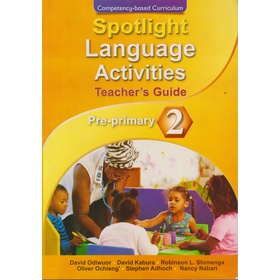 Competency-based Curriculum
Spotlight
Language
Activities
Teacher's Guide
Pre-primary 2
David Odiwuor · David Kabura · Robinson L. Shimenga
Oliver Ochieng' · Stephen Adhoch · Nancy Nabari